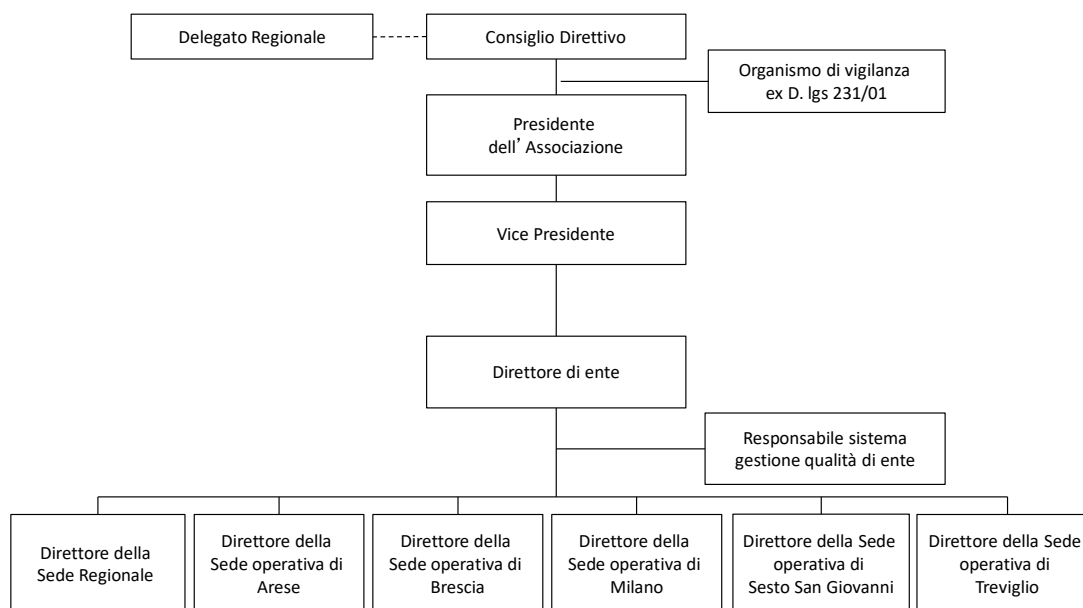 Delegato Regionale
Consiglio Direttivo
Organismo di vigilanza
ex D. lgs 231/01
Presidente
dell’ Associazione
Vice Presidente
Direttore di ente
Responsabile sistema
gestione qualità di ente
Direttore della
Sede Regionale
Direttore della
Sede operativa di
Arese
Direttore della
Sede operativa di
Brescia
Direttore della
Sede operativa di
Milano
Direttore della Sede
operativa di
Sesto San Giovanni
Direttore della Sede
operativa di
Treviglio